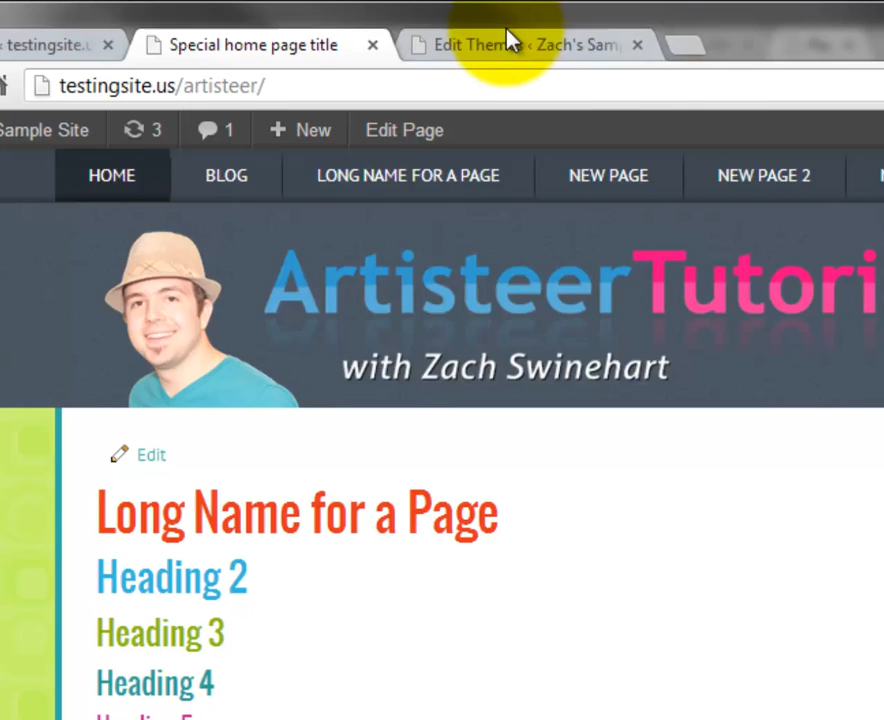 testingsite.u
Special home page title
Edit Them ‹ Zach's Sam
testingsite.us/artisteer/
Sample Site 3 1 + New Edit Page
HOME BLOG LONG NAME FOR A PAGE NEW PAGE NEW PAGE 2
ArtisteerTutori
with Zach Swinehart
Edit
Long Name for a Page
Heading 2
Heading 3
Heading 4